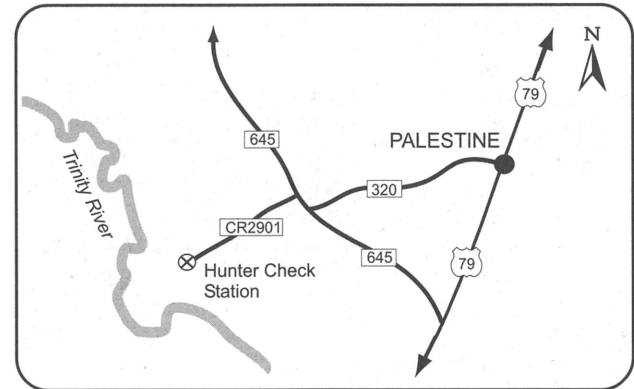 N
79
645
PALESTINE
320
Trinity River
CR2901
645
79
Hunter Check
Station